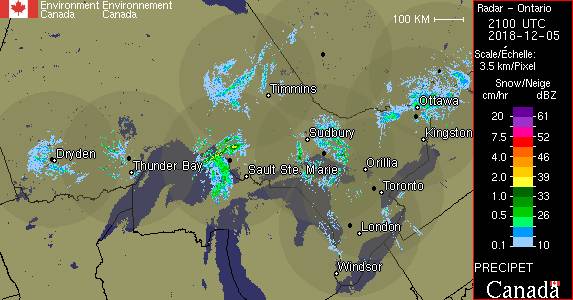 Environment Environnement
Canada Canada
100 KM
Timmins
Ottawa
Sudbury
Kingston
Dryden
Thunder Bay
Sault Ste. Marie
Orillia
Toronto
London
Windsor
Radar - Ontario
2100 UTC
2018-12-05
Scale/Échelle:
3.5 km/Pixel
Snow/Neige
cm/hr dBZ
20 61
7.5 52
4.0 46
2.0 39
1.0 33
0.5 26
0.1 10
PRECIPET
Canada